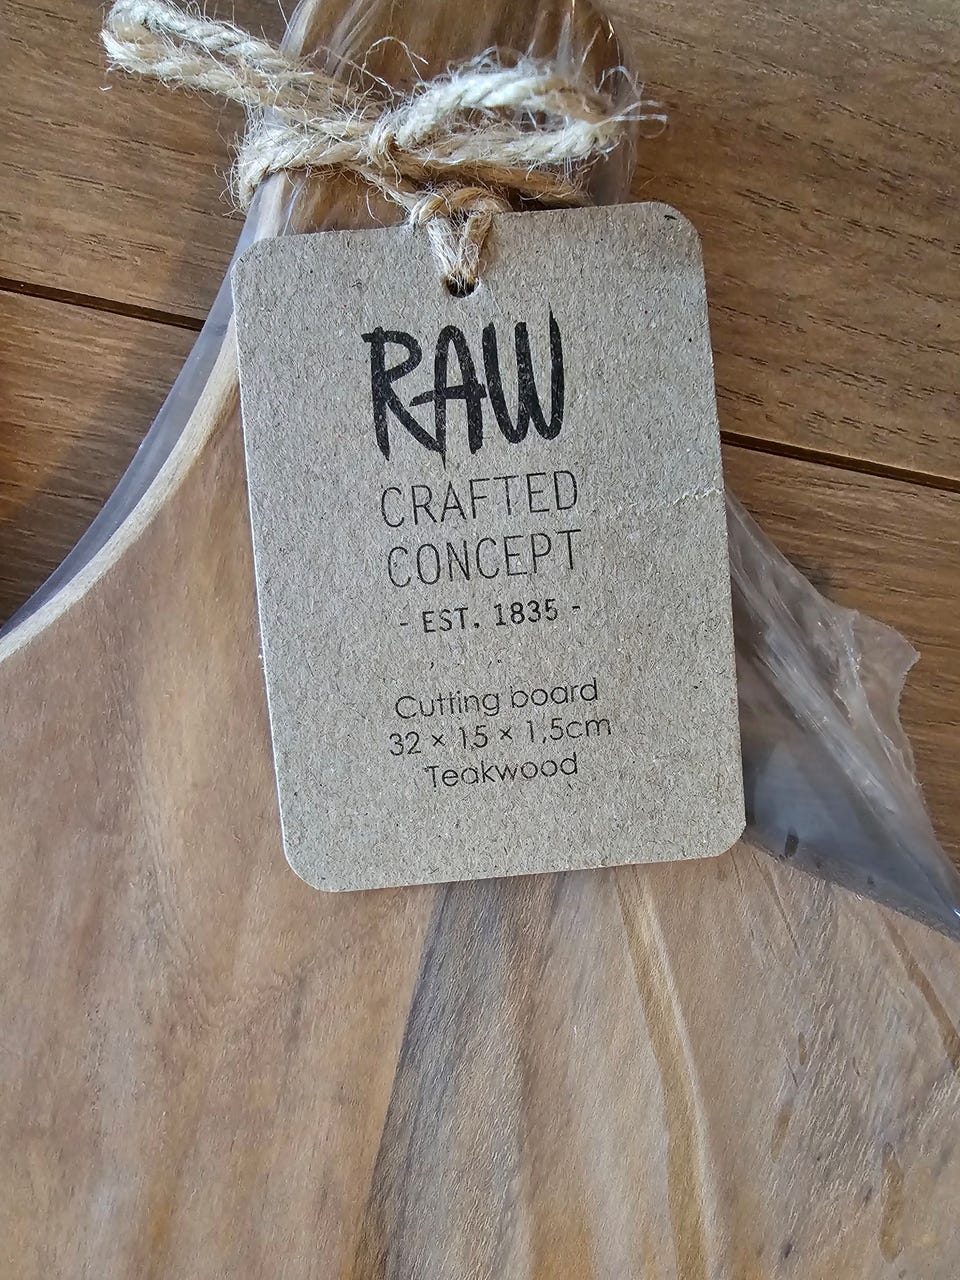 RAW
CRAFTED
CONCEPT
- EST. 1835 -
Cutting board
32 × 15 × 1,5cm
Teakwood